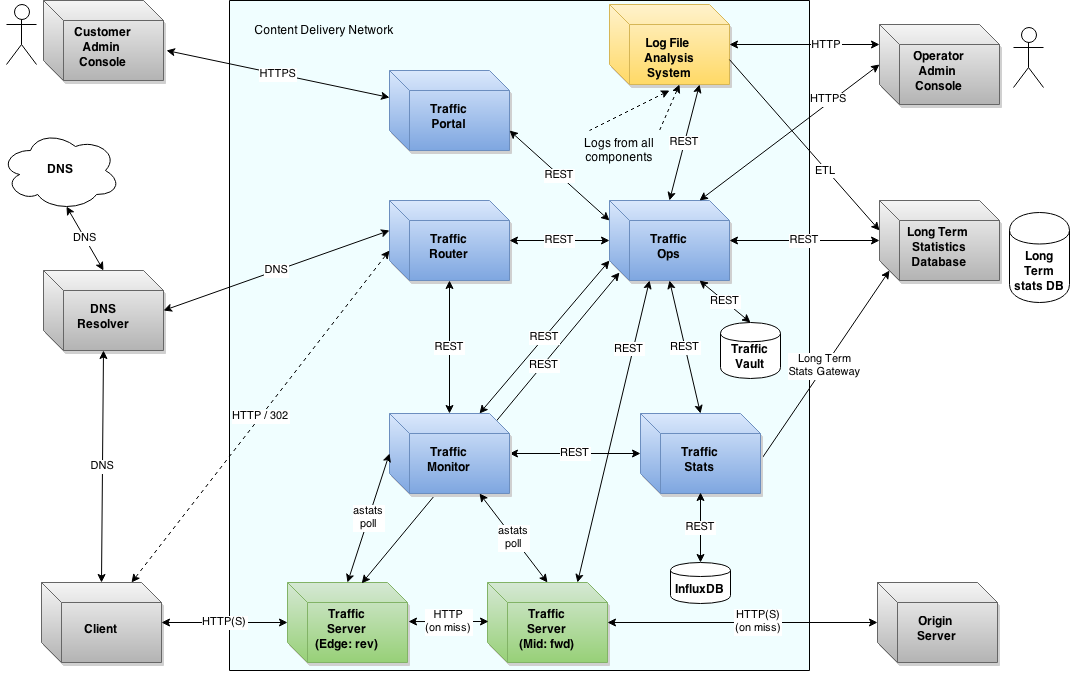 Content Delivery Network
Customer
Admin
Console
Log File
Analysis
System
HTTP
Operator
Admin
Console
HTTPS
Traffic
Portal
HTTPS
Logs from all
components
REST
DNS
REST
ETL
DNS
Traffic
Router
REST
Traffic
Ops
REST
Long Term
Statistics
Database
Long
Term
stats DB
DNS
DNS
Resolver
REST
Traffic
Vault
REST
REST
REST
REST
REST
Long Term
Stats Gateway
HTTP / 302
DNS
Traffic
Monitor
REST
Traffic
Stats
astats
poll
astats
poll
REST
InfluxDB
Client
HTTP(S)
Traffic
Server
(Edge: rev)
HTTP
(on miss)
Traffic
Server
(Mid: fwd)
HTTP(S)
(on miss)
Origin
Server